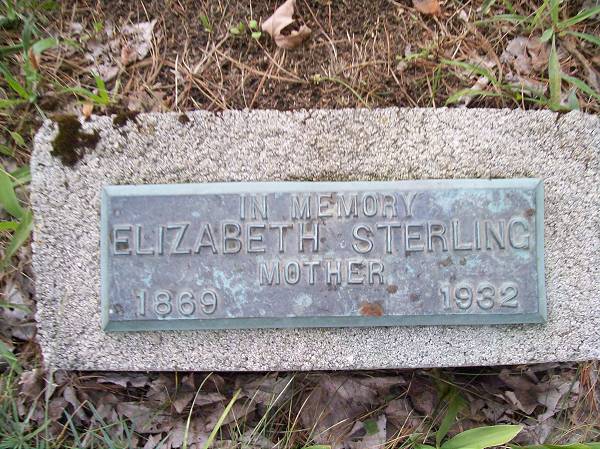 IN MEMORY
ELIZABETH STERLING
MOTHER
1869 1932